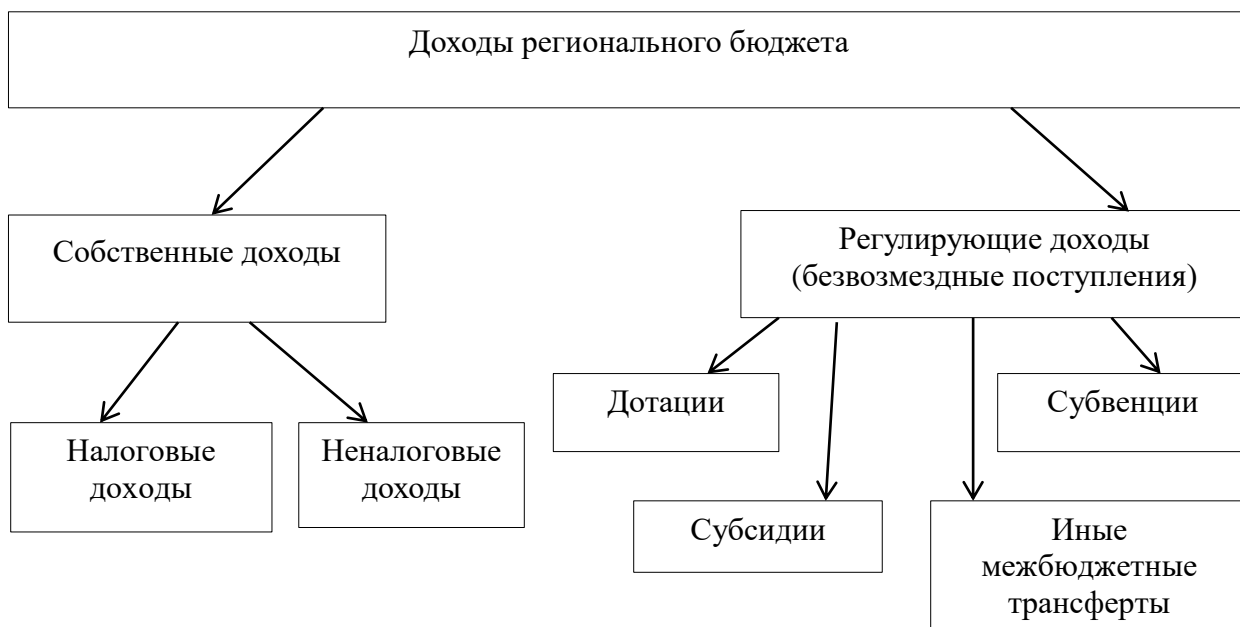 Доходы регионального бюджета
Собственные доходы
Регулирующие доходы
(безвозмездные поступления)
Дотации
Субвенции
Налоговые
доходы
Неналоговые
доходы
Субсидии
Иные
межбюджетные
трансферты